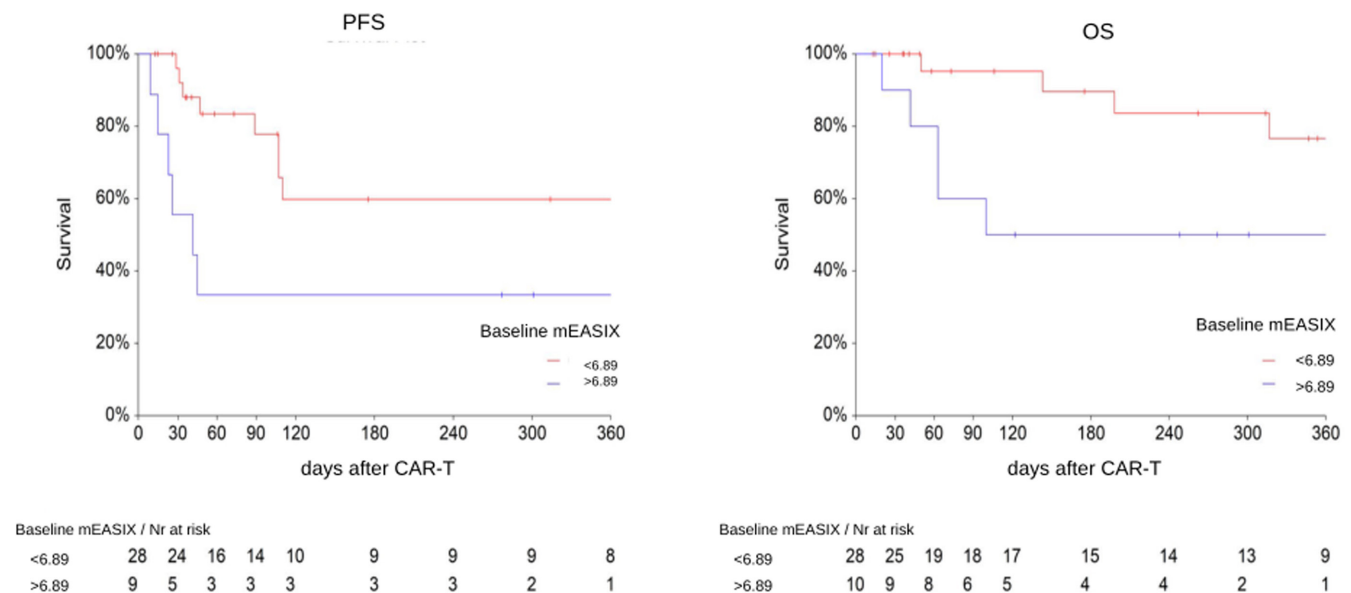 PFS
100%
80%
60%
40%
20%
0%
Survival
Baseline mEASIX
<6.89
>6.89
0 30 60 90 120 180 240 300 360
days after CAR-T
Baseline mEASIX / Nr at risk
<6.89 28 24 16 14 10 9 9 9 8
>6.89 9 5 3 3 3 3 3 2 1
OS
100%
80%
60%
40%
20%
0%
Survival
Baseline mEASIX
<6.89
>6.89
0 30 60 90 120 180 240 300 360
days after CAR-T
Baseline mEASIX / Nr at risk
<6.89 28 25 19 18 17 15 14 13 9
>6.89 10 9 8 6 5 4 4 2 1